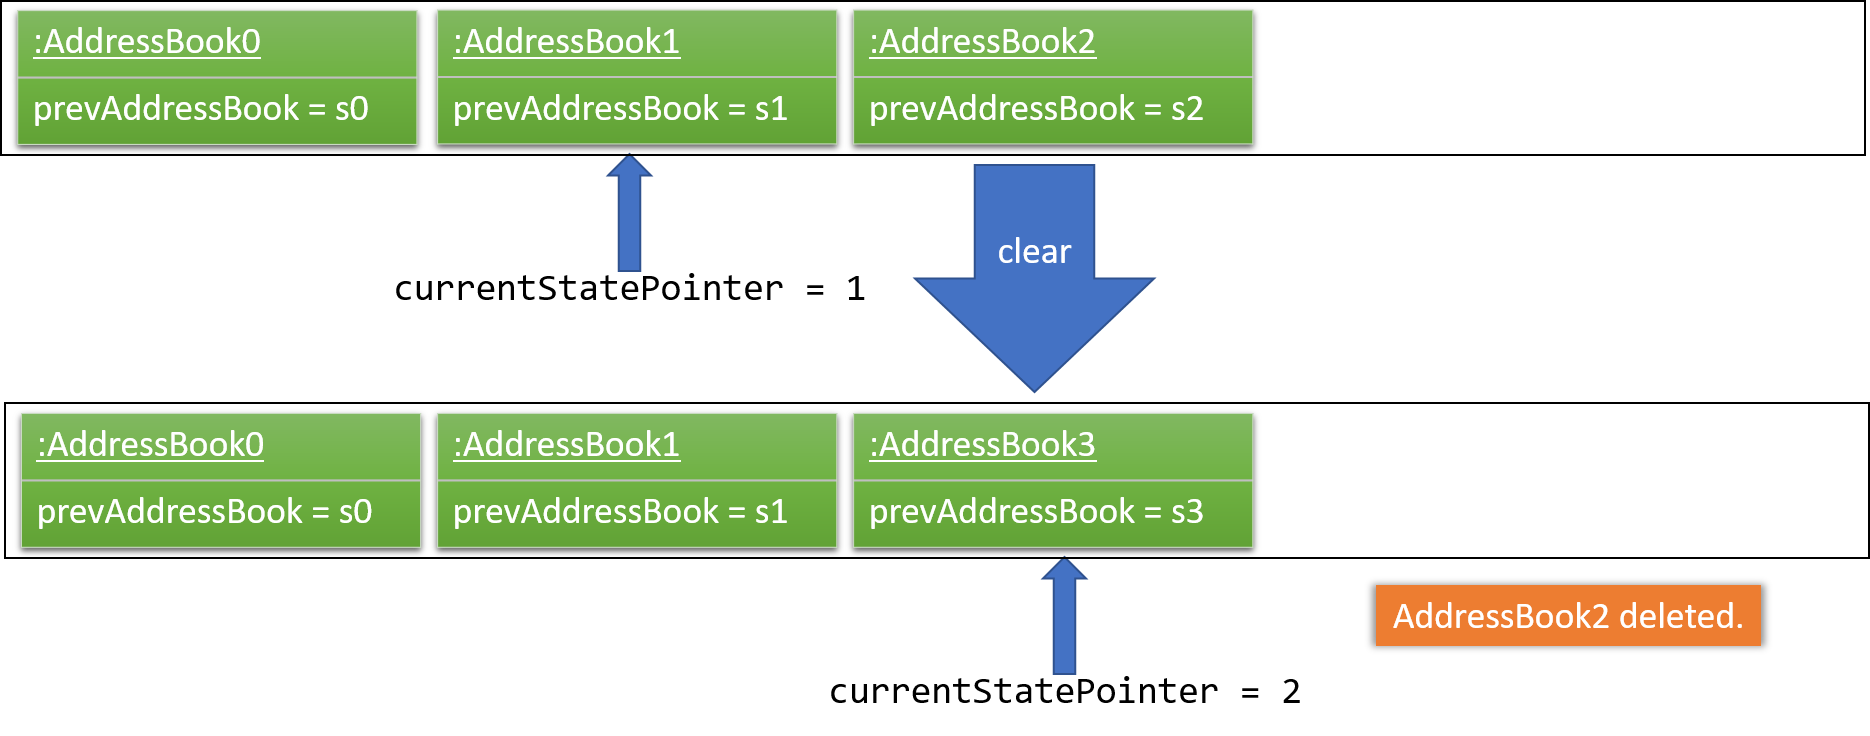 :AddressBook0
prevAddressBook = s0
:AddressBook1
prevAddressBook = s1
:AddressBook2
prevAddressBook = s2
currentStatePointer = 1
clear
:AddressBook0
prevAddressBook = s0
:AddressBook1
prevAddressBook = s1
:AddressBook3
prevAddressBook = s3
AddressBook2 deleted.
currentStatePointer = 2